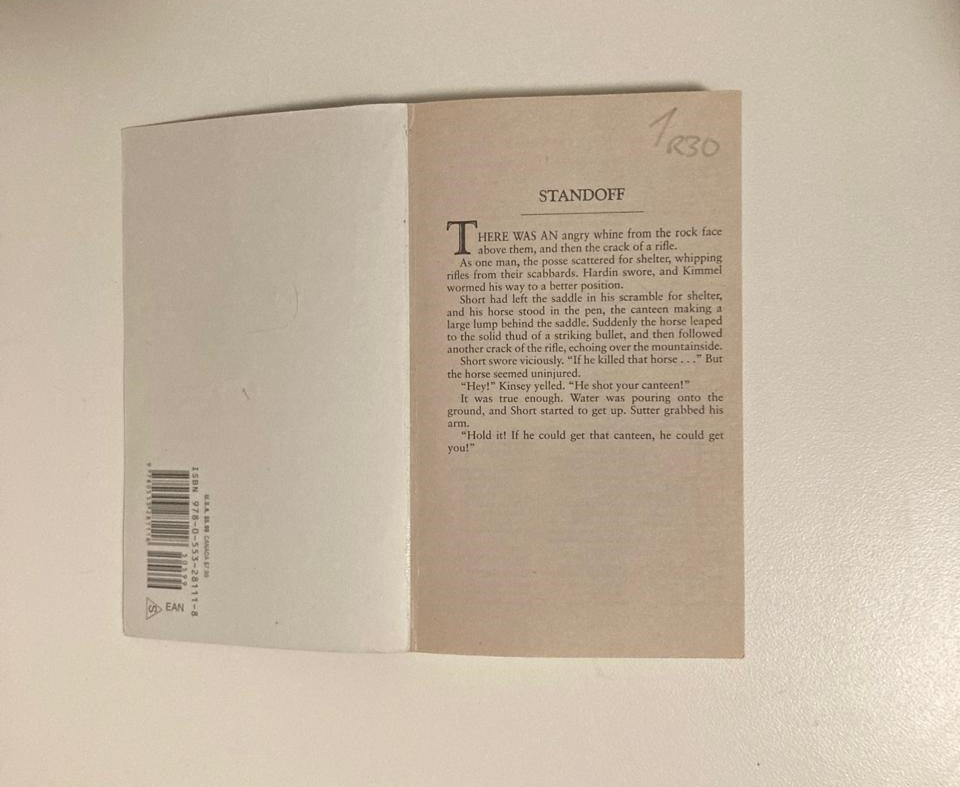 ISBN 978-0-553-28111-8
U.S.A. $5.99 CANADA $7.99
EAN
S
1
R30
STANDOFF
THERE WAS AN angry whine from the rock face
above them, and then the crack of a rifle.
As one man, the posse scattered for shelter, whipping
rifles from their scabbards. Hardin swore, and Kimmel
wormed his way to a better position.
Short had left the saddle in his scramble for shelter,
and his horse stood in the pen, the canteen making a
large lump behind the saddle. Suddenly the horse leaped
to the solid thud of a striking bullet, and then followed
another crack of the rifle, echoing over the mountainside.
Short swore viciously. “If he killed that horse . . .” But
the horse seemed uninjured.
“Hey!” Kinsey yelled. “He shot your canteen!”
It was true enough. Water was pouring onto the
ground, and Short started to get up. Sutter grabbed his
arm.
“Hold it! If he could get that canteen, he could get
you!”